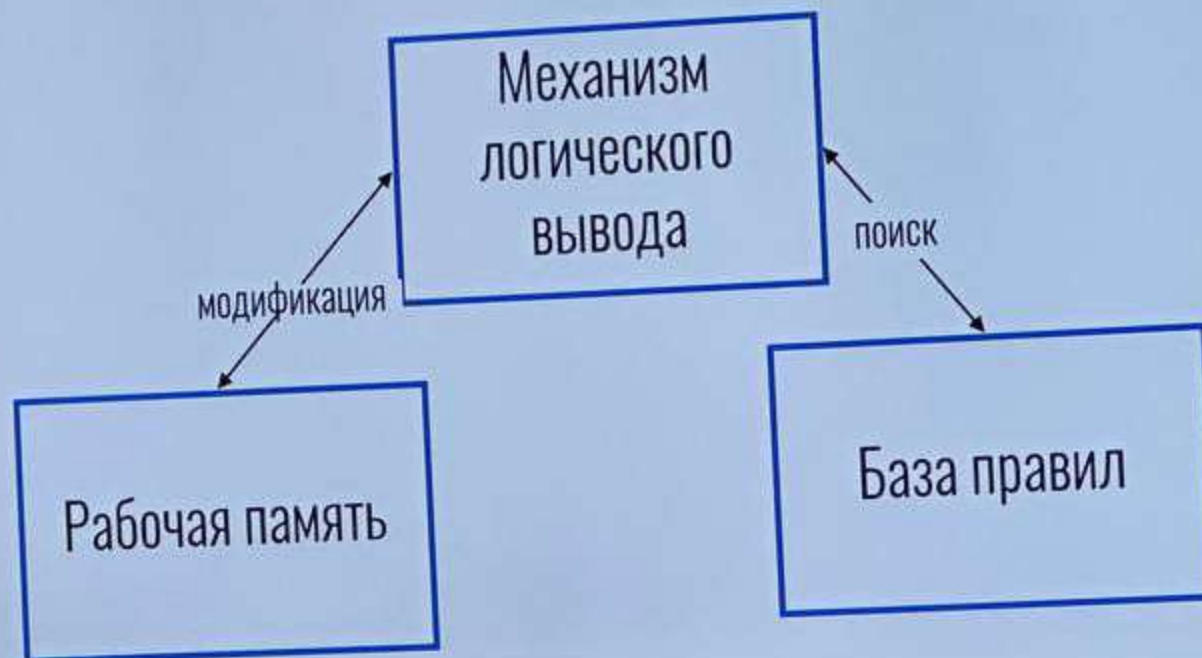 Механизм
логического
вывода
модификация
поиск
Рабочая память
База правил